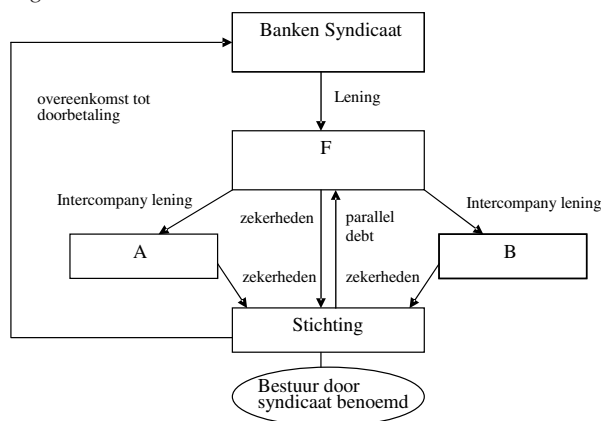 Banken Syndicaat
overeenkomst tot
doorbetaling
Lening
F
Intercompany lening
Intercompany lening
zekerheden
parallel
debt
A
B
zekerheden
zekerheden
Stichting
Bestuur door
syndicaat benoemd